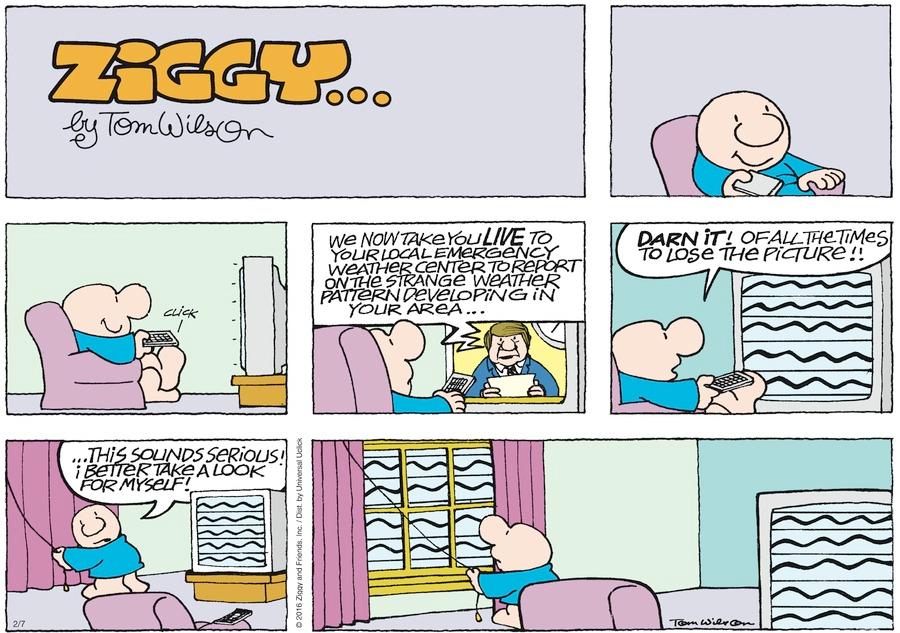 ZiGGY...
by Tom Wilson
CLICK
WE NOW TAKE YOU LIVE TO
YOUR LOCAL EMERGENCY
WEATHER CENTER TO REPORT
ON THE STRANGE WEATHER
PATTERN DEVELOPING IN
YOUR AREA...
DARN iT! OF ALL THE TIMES
TO LOSE THE PiCTURE!!
...THiS SOUNDS SERiOUS!
i BETTER TAKE A LOOK
FOR MYSELF!
2/7
© 2016 Ziggy and Friends, Inc. / Dist. by Universal Uclick
Tom Wilson